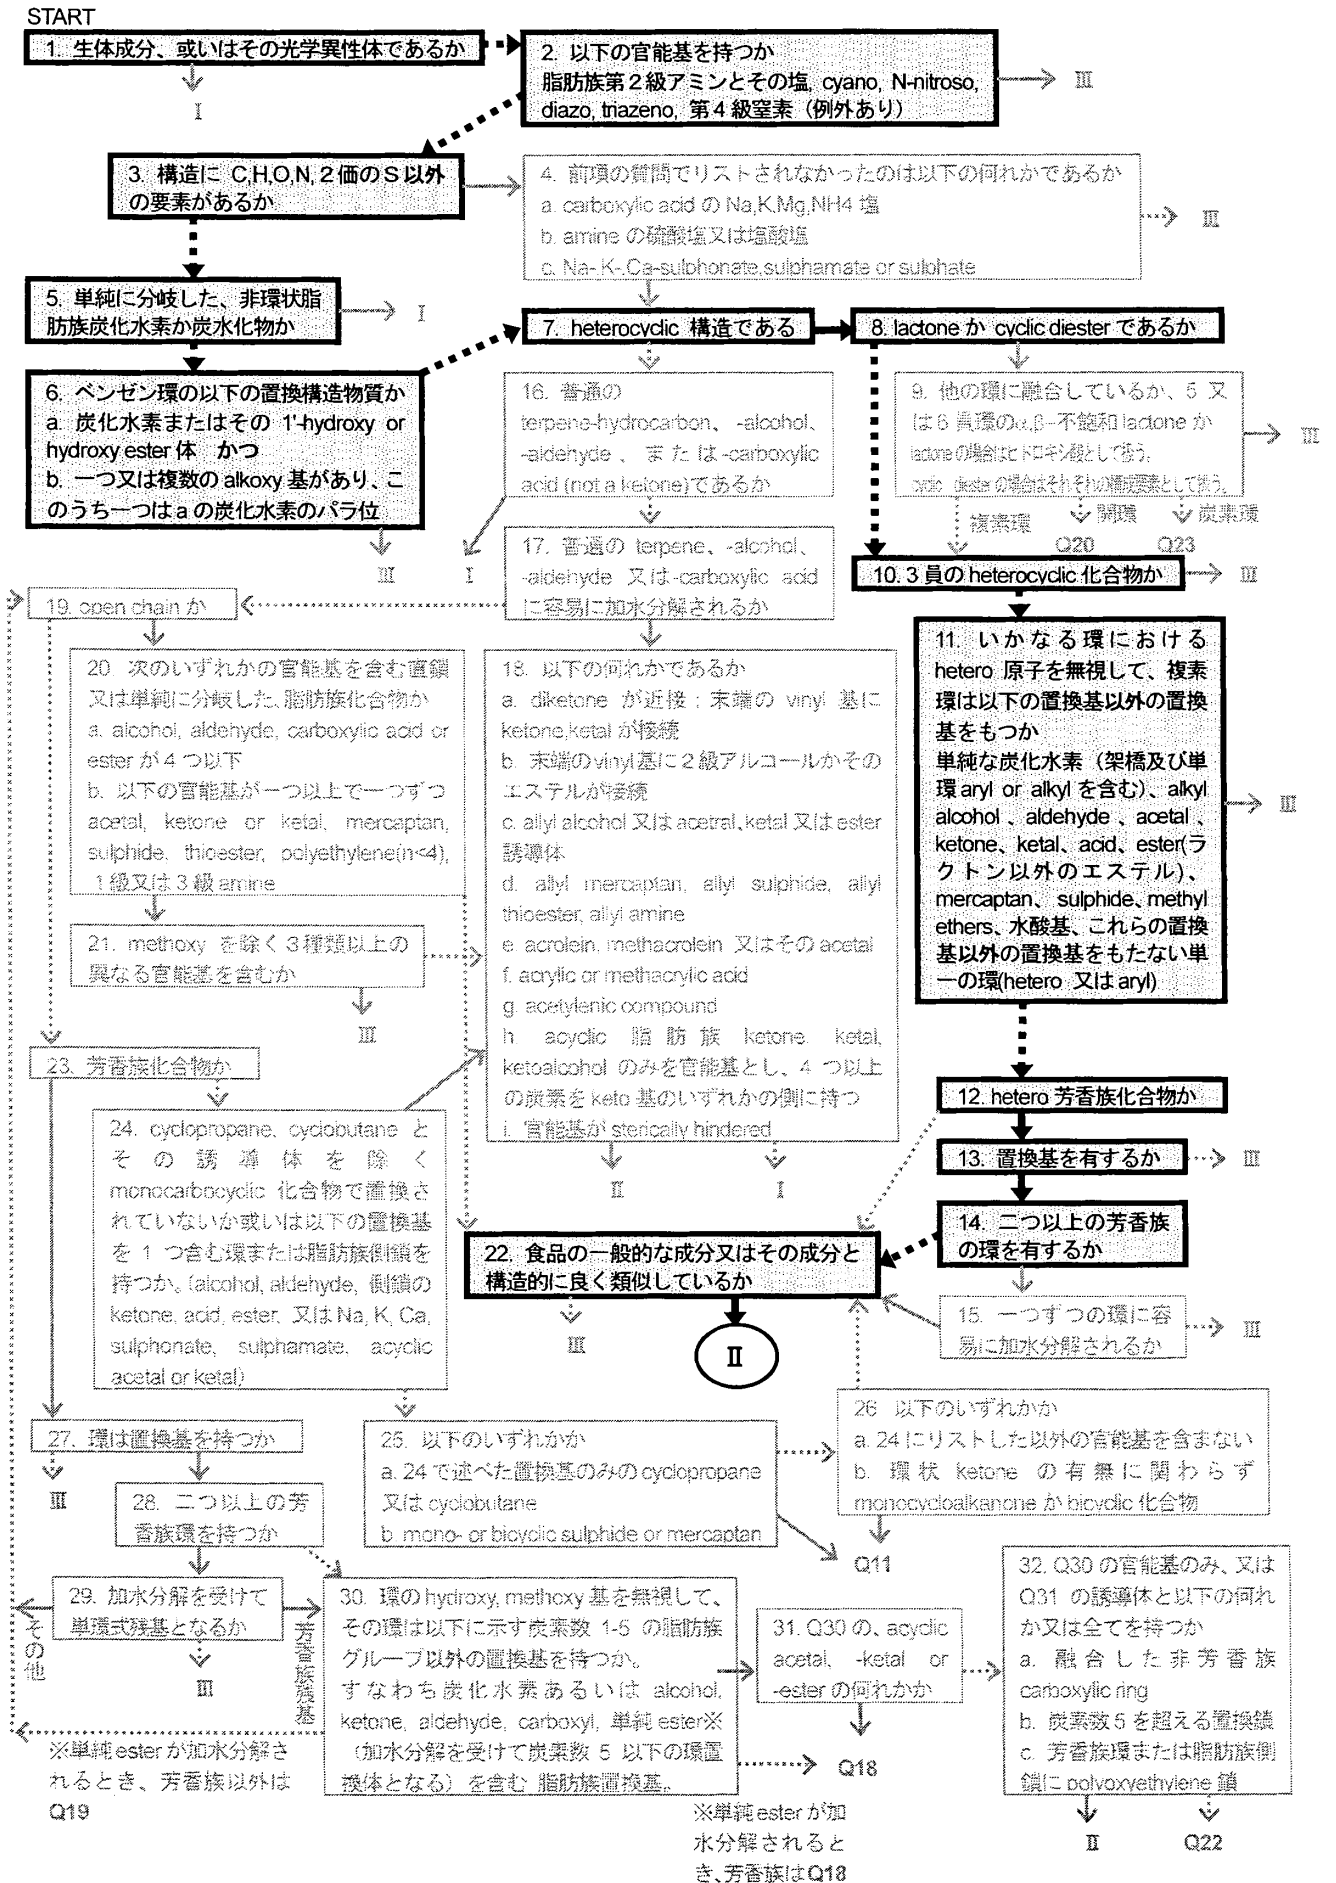 START
1. 生体成分、或いはその光学異性体であるか
I
2. 以下の官能基を持つか
脂肪族第２級アミンとその塩, cyano, N-nitroso,
diazo, triazeno, 第４級窒素（例外あり）
III
3. 構造に C,H,O,N,２価のS以外
の要素があるか
4. 前項の質問でリストされなかったのは以下の何れかであるか
a. carboxylic acid の Na,K,Mg,NH4 塩
b. amine の硫酸塩又は塩酸塩
c. Na-,K-,Ca-sulphonate,sulphamate or sulphate
III
5. 単純に分岐した、非環状脂
肪族炭化水素か炭水化物か
I
6. ベンゼン環の以下の置換構造物質か
a. 炭化水素またはその 1'-hydroxy or
hydroxy ester 体　かつ
b. 一つ又は複数の alkoxy 基があり、こ
のうち一つは a の炭化水素のパラ位
III
7. heterocyclic 構造である
8. lactone か cyclic diester であるか
9. 他の環に融合しているか、5 又
は 6 員環のα,β-不飽和 lactone か
lactone の場合はヒドロキシ酸として扱う。
cyclic diester の場合はそれぞれの構成要素として扱う。
III
複素環
開環
炭素環
Q20
Q23
10. 3 員の heterocyclic 化合物か
III
11. いかなる環における
hetero 原子を無視して、複素
環は以下の置換基以外の置換
基をもつか
単純な炭化水素（架橋及び単
環 aryl or alkyl を含む）、alkyl
alcohol 、aldehyde 、acetal 、
ketone、ketal、acid、ester(ラ
クトン以外のエステル)、
mercaptan、 sulphide、methyl
ethers、水酸基、これらの置換
基以外の置換基をもたない単
一の環(hetero 又は aryl)
III
12. hetero 芳香族化合物か
13. 置換基を有するか
III
14. 二つ以上の芳香族
の環を有するか
15. 一つずつの環に容
易に加水分解されるか
III
16. 普通の
terpene-hydrocarbon、-alcohol、
-aldehyde 、または-carboxylic
acid (not a ketone)であるか
I
17. 普通の terpene、-alcohol、
-aldehyde 又は-carboxylic acid
に容易に加水分解されるか
18. 以下の何れかであるか
a. diketone が近接；末端の vinyl 基に
ketone,ketal が接続
b. 末端の vinyl 基に２級アルコールかその
エステルが接続
c. allyl alcohol 又は acetral、ketal 又は ester
誘導体
d. allyl mercaptan, allyl sulphide, allyl
thioester, allyl amine
e. acrolein, methacrolein 又はその acetal
f. acrylic or methacrylic acid
g. acetylenic compound
h. acyclic 脂肪族 ketone, ketal,
ketoalcohol のみを官能基とし、4 つ以上
の炭素を keto 基のいずれかの側に持つ
i. 官能基が sterically hindered
II
I
19. open chain か
20. 次のいずれかの官能基を含む直鎖
又は単純に分岐した、脂肪族化合物か
a. alcohol, aldehyde, carboxylic acid or
ester が 4 つ以下
b. 以下の官能基が一つ以上で一つずつ
acetal, ketone or ketal, mercaptan,
sulphide, thioester, polyethylene(n<4),
1 級又は 3 級 amine
21. methoxy を除く３種類以上の
異なる官能基を含むか
III
22. 食品の一般的な成分又はその成分と
構造的に良く類似しているか
III
II
23. 芳香族化合物か
24. cyclopropane, cyclobutane と
その誘導体を除く
monocarbocyclic 化合物で置換さ
れていないか或いは以下の置換基
を 1 つ含む環または脂肪族側鎖を
持つか。(alcohol, aldehyde, 側鎖の
ketone, acid, ester, 又は Na, K, Ca,
sulphonate, sulphamate, acyclic
acetal or ketal)
25. 以下のいずれかか
a. 24 で述べた置換基のみの cyclopropane
又は cyclobutane
b. mono- or bicyclic sulphide or mercaptan
26 以下のいずれかか
a. 24 にリストした以外の官能基を含まない
b. 環状 ketone の有無に関わらず
monocycloalkanone か bicyclic 化合物
Q11
27. 環は置換基を持つか
III
28. 二つ以上の芳
香族環を持つか
29. 加水分解を受けて
単環式残基となるか
III
その他
芳香族残基
30. 環の hydroxy, methoxy 基を無視して、
その環は以下に示す炭素数 1-5 の脂肪族
グループ以外の置換基を持つか。
すなわち炭化水素あるいは alcohol,
ketone, aldehyde, carboxyl, 単純 ester※
（加水分解を受けて炭素数 5 以下の環置
換体となる）を含む 脂肪族置換基。
31. Q30 の、acyclic
acetal, -ketal or
-ester の何れかか
Q18
32. Q30 の官能基のみ、又は
Q31 の誘導体と以下の何れ
か又は全てを持つか
a. 融合した非芳香族
carboxylic ring
b. 炭素数 5 を超える置換鎖
c. 芳香族環または脂肪族側
鎖に polyoxyethylene 鎖
II
Q22
※単純 ester が加水分解さ
れるとき、芳香族以外は
Q19
※単純 ester が加
水分解されると
き、芳香族は Q18